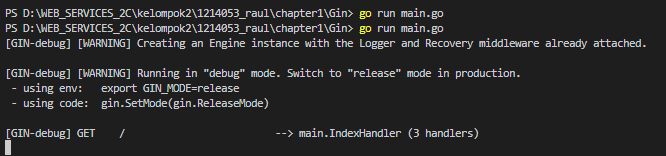 PS D:\WEB_SERVICES_2C\kelompok2\1214053_raul\chapter1\Gin> go run main.go
PS D:\WEB_SERVICES_2C\kelompok2\1214053_raul\chapter1\Gin> go run main.go
[GIN-debug] [WARNING] Creating an Engine instance with the Logger and Recovery middleware already attached.
[GIN-debug] [WARNING] Running in "debug" mode. Switch to "release" mode in production.
 - using env:   export GIN_MODE=release
 - using code:  gin.SetMode(gin.ReleaseMode)
[GIN-debug] GET    /                         --> main.IndexHandler (3 handlers)